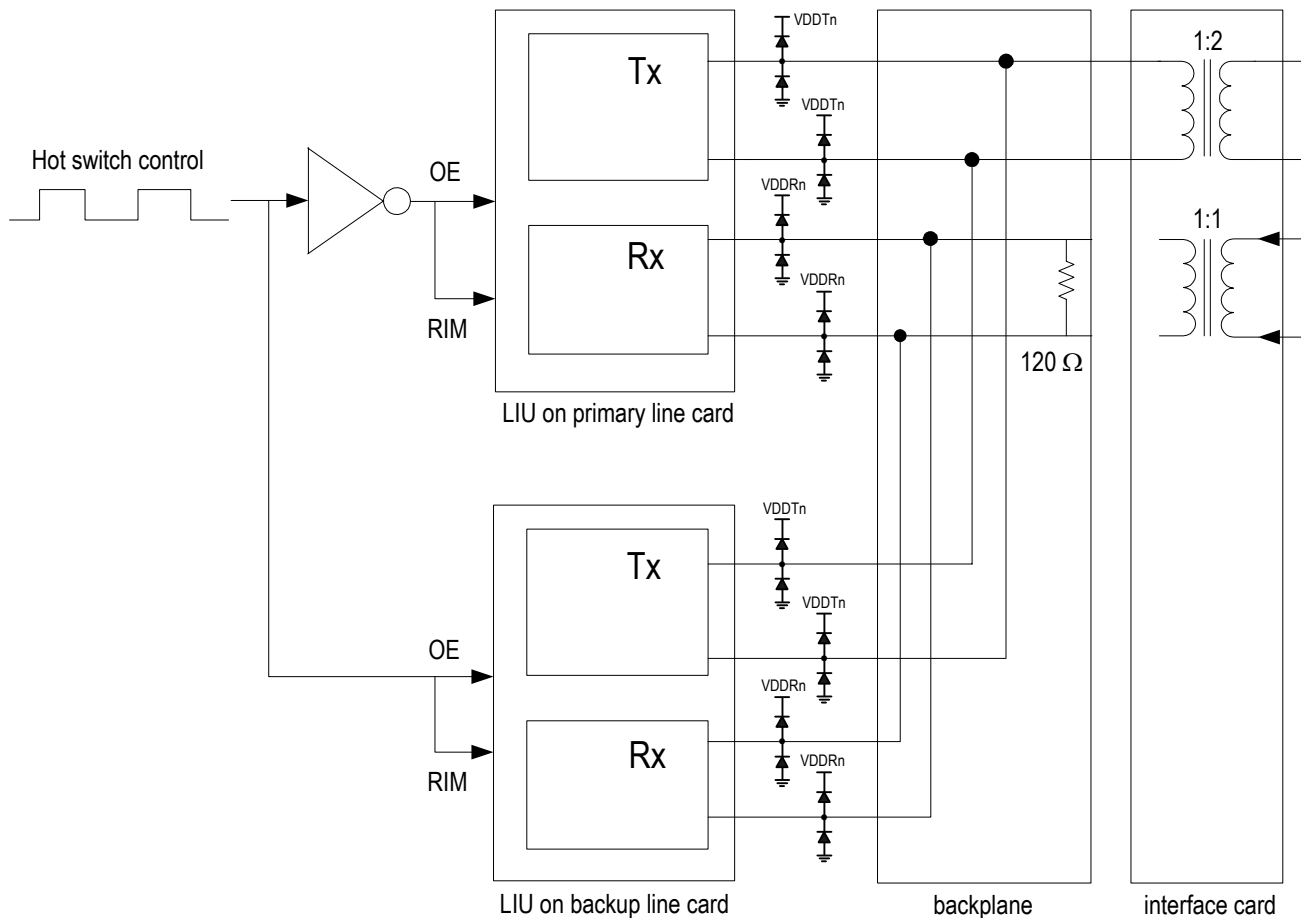 VDDTn
1:2
Tx
VDDTn
Hot switch control
OE
VDDRn
1:1
Rx
VDDRn
RIM
120 Ω
LIU on primary line card
VDDTn
Tx
VDDTn
OE
VDDRn
Rx
VDDRn
RIM
LIU on backup line card
backplane
interface card